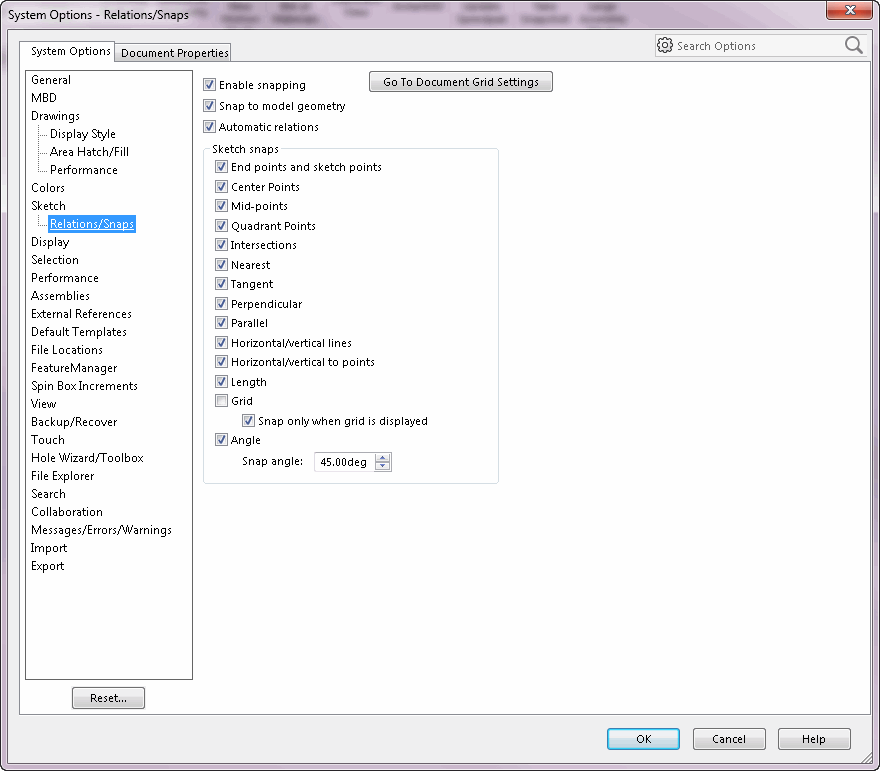 System Options - Relations/Snaps
System Options
Document Properties
Search Options
General
MBD
Drawings
Display Style
Area Hatch/Fill
Performance
Colors
Sketch
Relations/Snaps
Display
Selection
Performance
Assemblies
External References
Default Templates
File Locations
FeatureManager
Spin Box Increments
View
Backup/Recover
Touch
Hole Wizard/Toolbox
File Explorer
Search
Collaboration
Messages/Errors/Warnings
Import
Export
Reset...
Enable snapping
Go To Document Grid Settings
Snap to model geometry
Automatic relations
Sketch snaps
End points and sketch points
Center Points
Mid-points
Quadrant Points
Intersections
Nearest
Tangent
Perpendicular
Parallel
Horizontal/vertical lines
Horizontal/vertical to points
Length
Grid
Snap only when grid is displayed
Angle
Snap angle: 45.00deg
OK
Cancel
Help